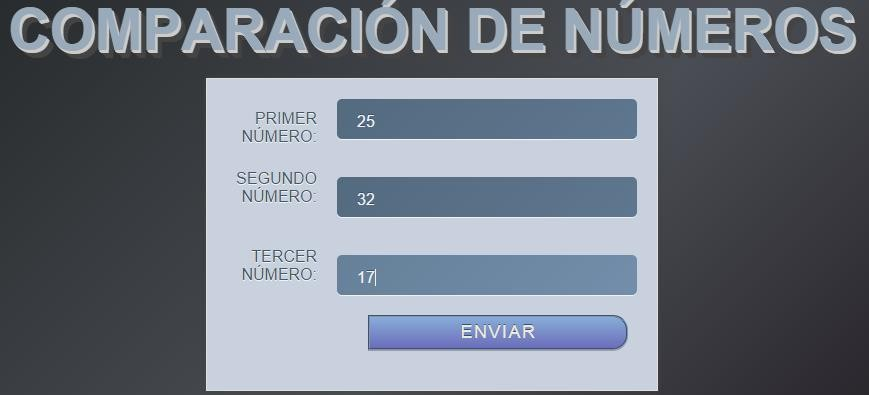 COMPARACIÓN DE NÚMEROS
PRIMER
NÚMERO:
25
SEGUNDO
NÚMERO:
32
TERCER
NÚMERO:
17
ENVIAR